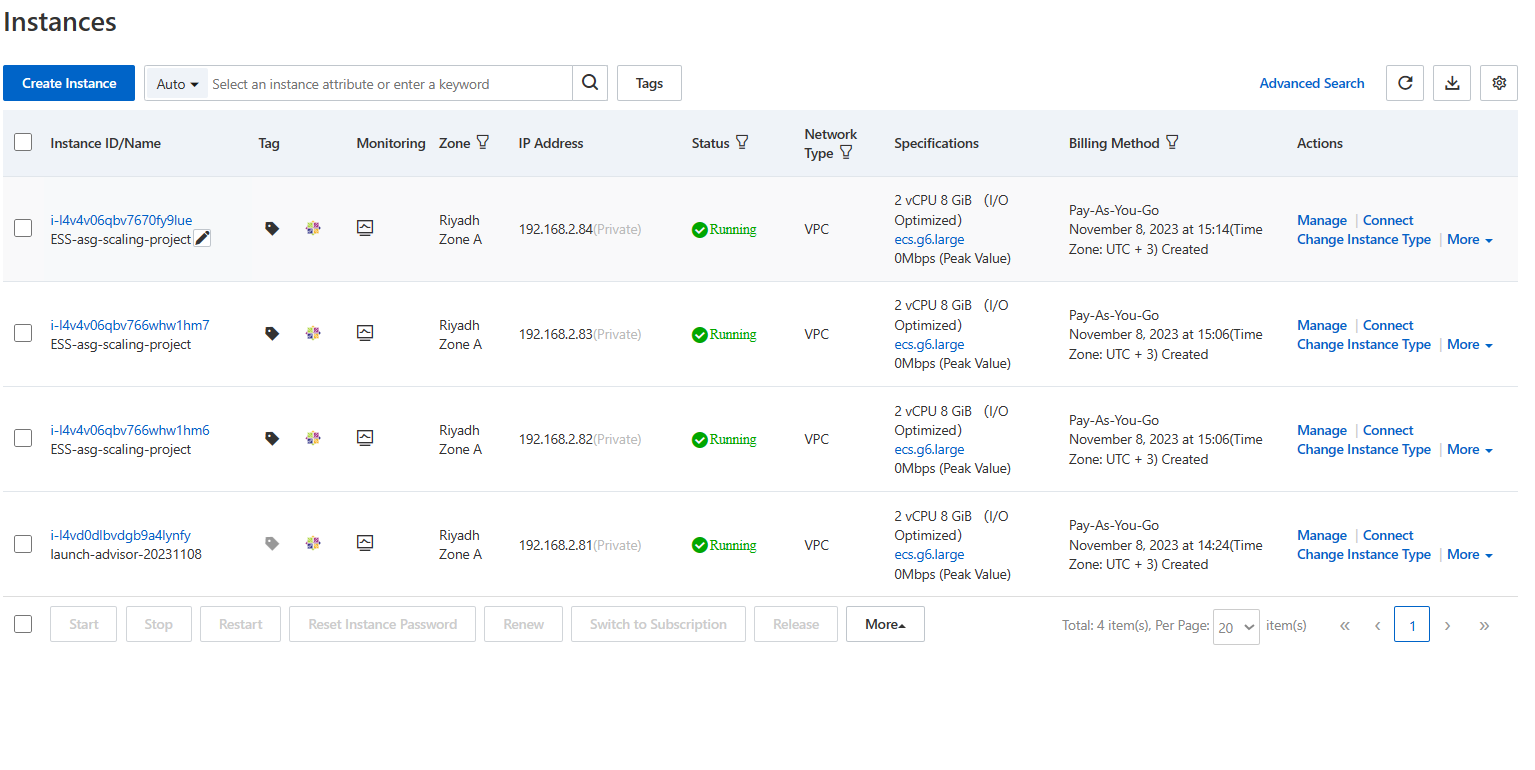 Instances
Create Instance
Auto
Select an instance attribute or enter a keyword
Tags
Advanced Search
Instance ID/Name
Tag
Monitoring
Zone
IP Address
Status
Network
Type
Specifications
Billing Method
Actions
i-l4v4v06qbv7670fy9lue
ESS-asg-scaling-project
Riyadh
Zone A
192.168.2.84(Private)
Running
VPC
2 vCPU 8 GiB (I/O
Optimized)
ecs.g6.large
0Mbps (Peak Value)
Pay-As-You-Go
November 8, 2023 at 15:14(Time
Zone: UTC + 3) Created
Manage | Connect
Change Instance Type | More
i-l4v4v06qbv766whw1hm7
ESS-asg-scaling-project
Riyadh
Zone A
192.168.2.83(Private)
Running
VPC
2 vCPU 8 GiB (I/O
Optimized)
ecs.g6.large
0Mbps (Peak Value)
Pay-As-You-Go
November 8, 2023 at 15:06(Time
Zone: UTC + 3) Created
Manage | Connect
Change Instance Type | More
i-l4v4v06qbv766whw1hm6
ESS-asg-scaling-project
Riyadh
Zone A
192.168.2.82(Private)
Running
VPC
2 vCPU 8 GiB (I/O
Optimized)
ecs.g6.large
0Mbps (Peak Value)
Pay-As-You-Go
November 8, 2023 at 15:06(Time
Zone: UTC + 3) Created
Manage | Connect
Change Instance Type | More
i-l4vd0dlbvdgb9a4lynfy
launch-advisor-20231108
Riyadh
Zone A
192.168.2.81(Private)
Running
VPC
2 vCPU 8 GiB (I/O
Optimized)
ecs.g6.large
0Mbps (Peak Value)
Pay-As-You-Go
November 8, 2023 at 14:24(Time
Zone: UTC + 3) Created
Manage | Connect
Change Instance Type | More
Start
Stop
Restart
Reset Instance Password
Renew
Switch to Subscription
Release
More
Total: 4 item(s), Per Page: 20 item(s)
« ‹ 1 › »